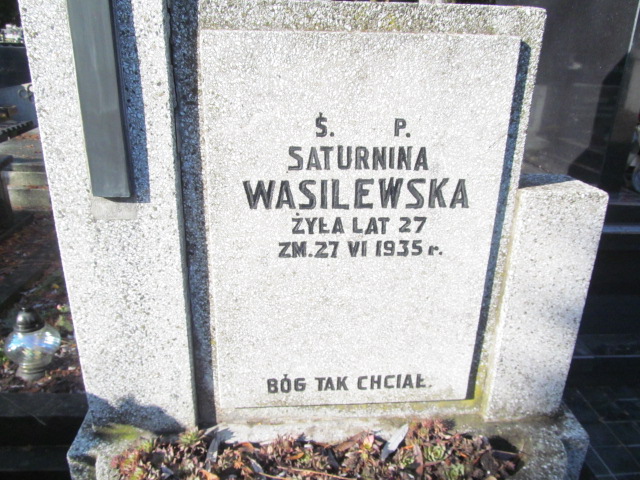 Ś. P.
SATURNINA
WASILEWSKA
ŻYŁA LAT 27
ZM. 27 VI 1935 r.
BÓG TAK CHCIAŁ.